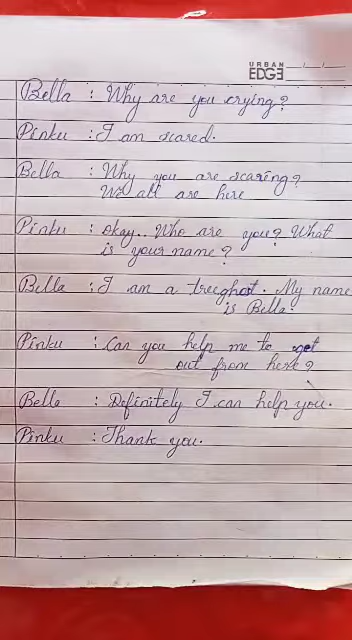 URBAN
EDGE
Bella : Why are you crying?
Pinku : I am scared.
Bella : Why you are scaring?
We all are here
Pinku : Okay.. Who are you? What
is your name?
Bella : I am a treeghost. My name
is Bella.
Pinku : Can you help me to get
out from here?
Bella : Definitely I can help you.
Pinku : Thank you.